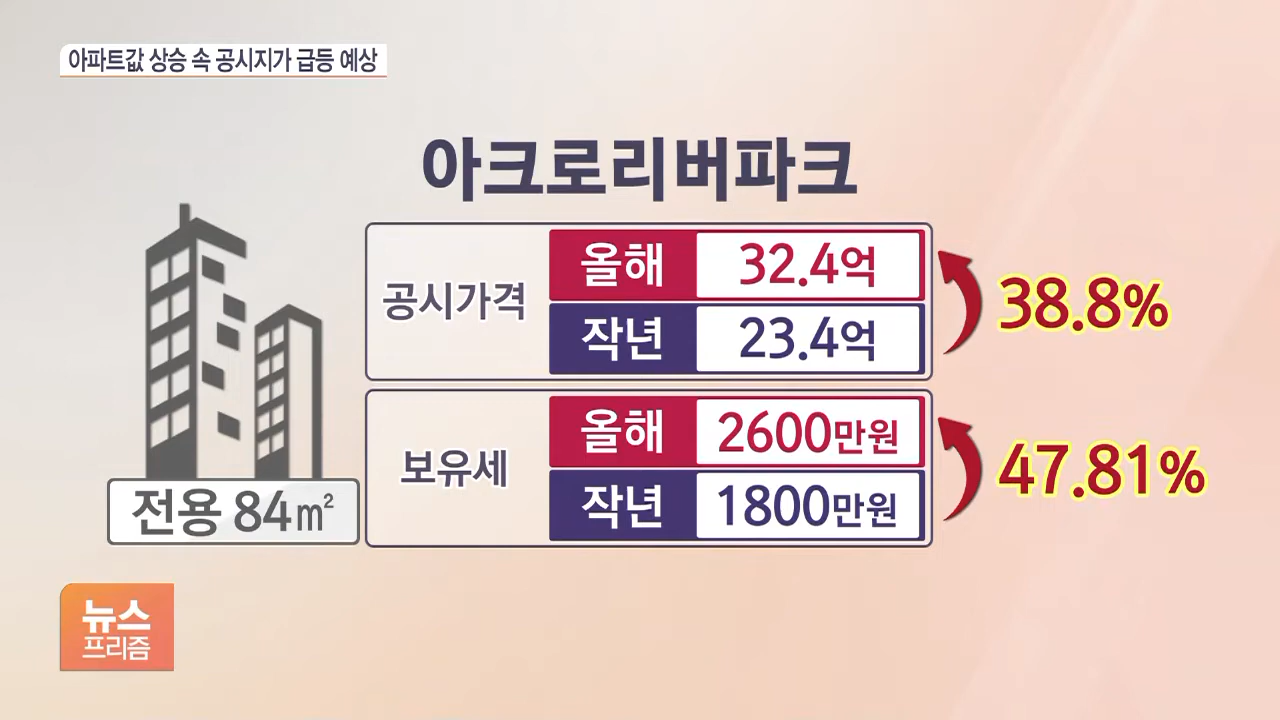 아파트값 상승 속 공시지가 급등 예상
아크로리버파크
공시가격
올해 32.4억
작년 23.4억
38.8%
보유세
올해 2600만원
작년 1800만원
47.81%
전용 84㎡
뉴스
프리즘